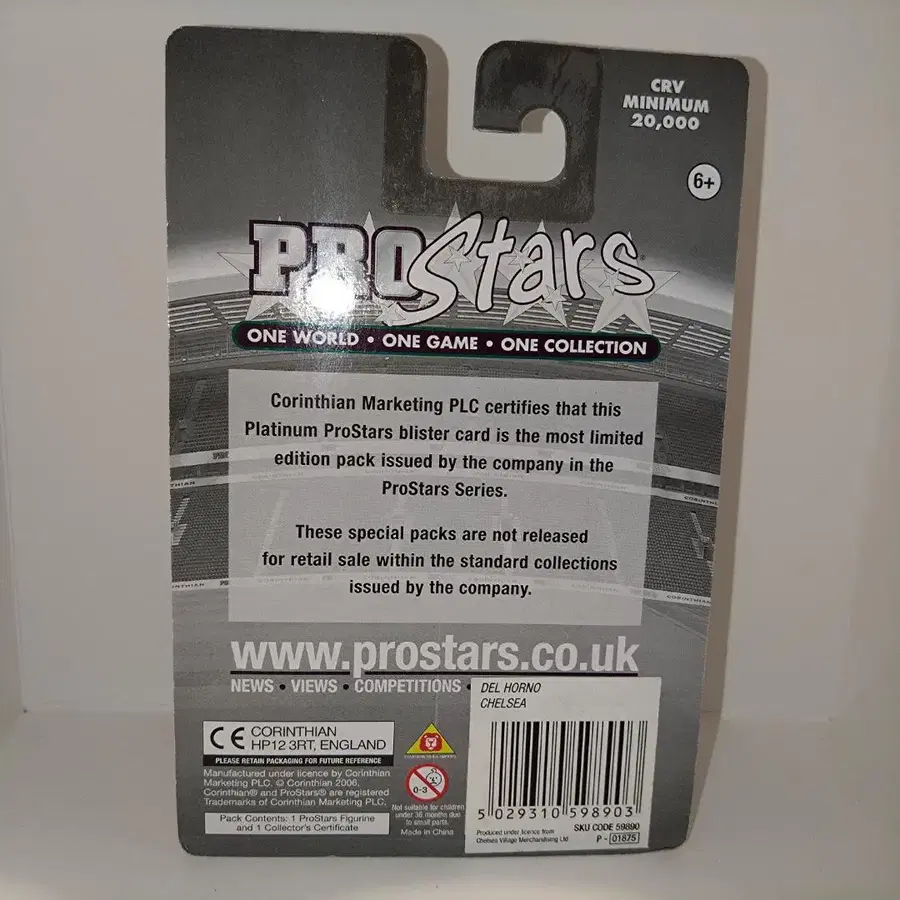 CRV
MINIMUM
20,000
6+
PROStars
ONE WORLD • ONE GAME • ONE COLLECTION
Corinthian Marketing PLC certifies that this
Platinum ProStars blister card is the most limited
edition pack issued by the company in the
ProStars Series.
These special packs are not released
for retail sale within the standard collections
issued by the company.
www.prostars.co.uk
NEWS • VIEWS • COMPETITIONS •
DEL HORNO
CHELSEA
CE CORINTHIAN
HP12 3RT, ENGLAND
PLEASE RETAIN PACKAGING FOR FUTURE REFERENCE
Manufactured under licence by Corinthian
Marketing PLC. © Corinthian 2006.
Corinthian® and ProStars® are registered
Trademarks of Corinthian Marketing PLC.
Pack Contents: 1 ProStars Figurine
and 1 Collector's Certificate
0-3
Not suitable for children
under 36 months due
to small parts.
Made in China
5 029310 598903
SKU CODE 59890
Produced under licence from
Chelsea Village Merchandising Ltd
P - 01875